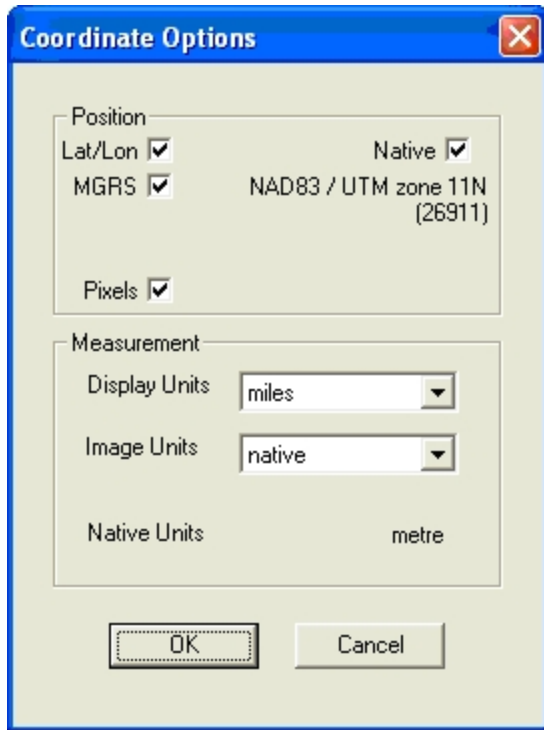 Coordinate Options
Position
Lat/Lon Native
MGRS NAD83 / UTM zone 11N
(26911)
Pixels
Measurement
Display Units miles
Image Units native
Native Units metre
OK Cancel